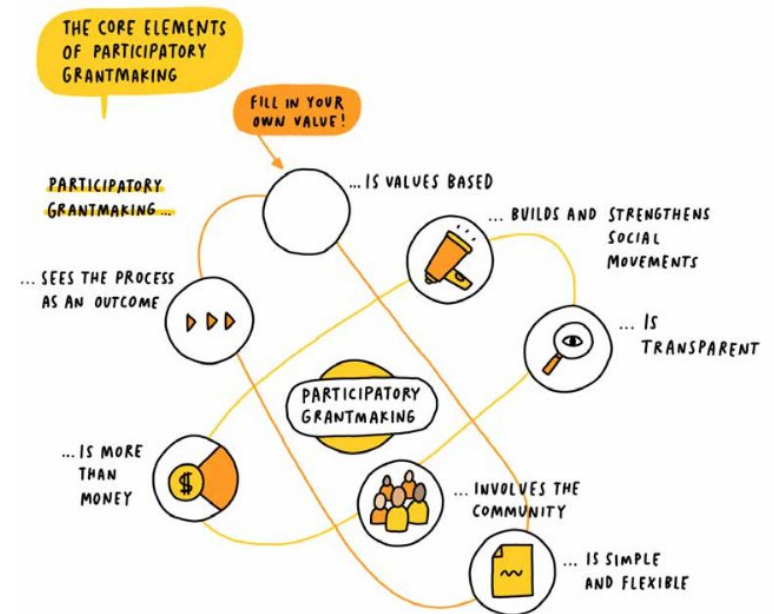 THE CORE ELEMENTS
OF PARTICIPATORY
GRANTMAKING
FILL IN YOUR
OWN VALUE!
PARTICIPATORY
GRANTMAKING...
... IS VALUES BASED
... BUILDS AND STRENGTHENS
SOCIAL
MOVEMENTS
... SEES THE PROCESS
AS AN OUTCOME
... IS
TRANSPARENT
PARTICIPATORY
GRANTMAKING
... IS MORE
THAN
MONEY
$
... INVOLVES THE
COMMUNITY
... IS SIMPLE
AND FLEXIBLE